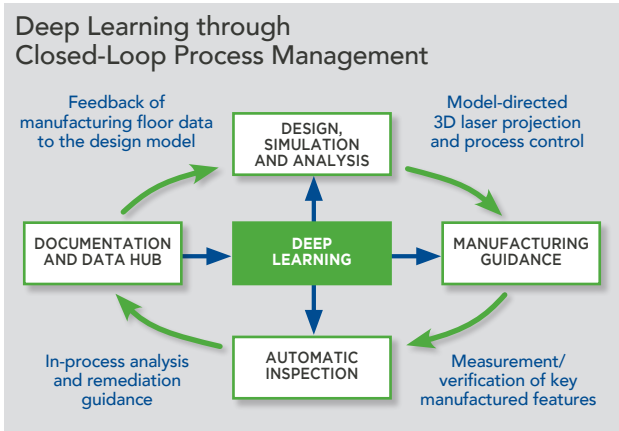 Deep Learning through
Closed-Loop Process Management
Feedback of
manufacturing floor data
to the design model
DESIGN,
SIMULATION
AND ANALYSIS
Model-directed
3D laser projection
and process control
DOCUMENTATION
AND DATA HUB
DEEP
LEARNING
MANUFACTURING
GUIDANCE
In-process analysis
and remediation
guidance
AUTOMATIC
INSPECTION
Measurement/
verification of key
manufactured features